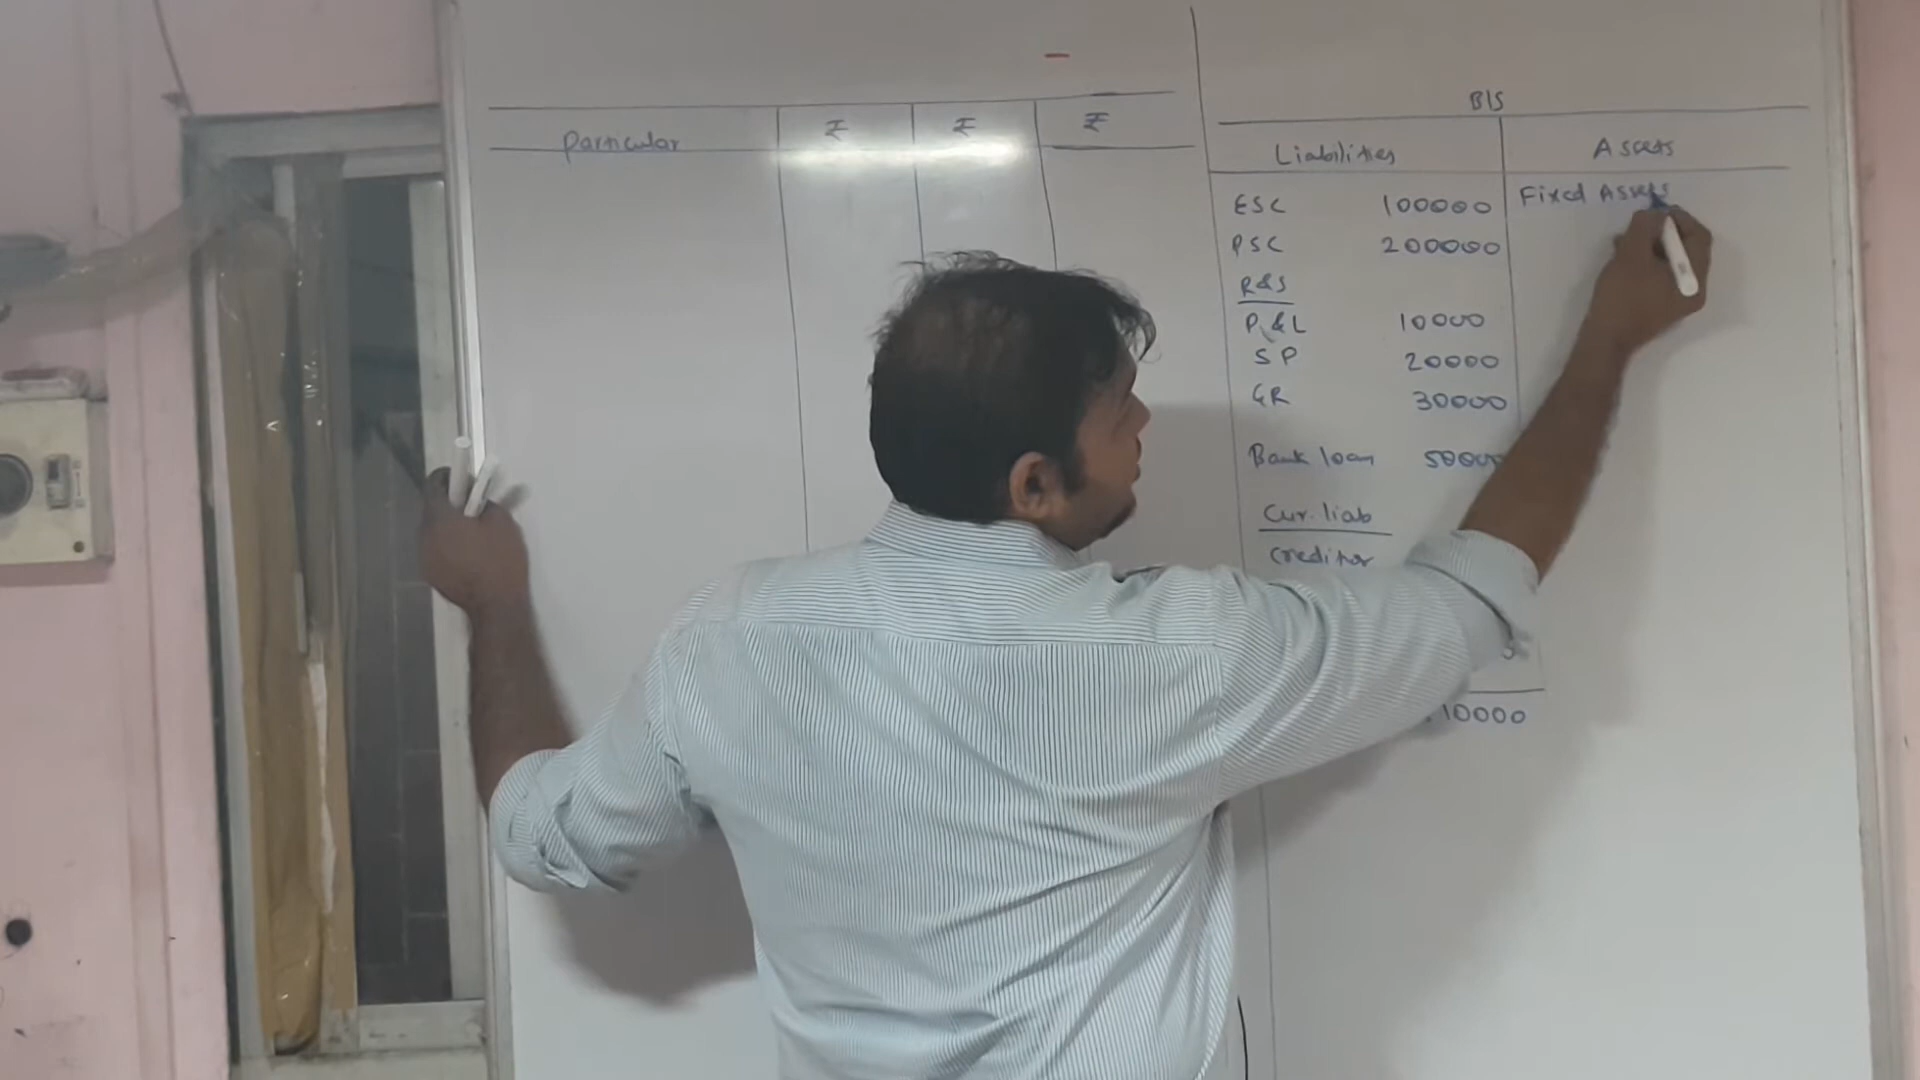 Particular ₹ ₹ ₹
B/S
Liabilities Assets
ESC 100000 Fixed Assets
PSC 200000
R&S
P&L 10000
SP 20000
GR 30000
Bank loan 50000
Cur. liab
creditor
10000